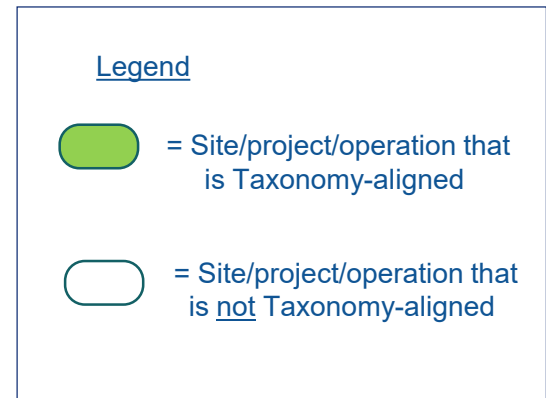 Legend
= Site/project/operation that
is Taxonomy-aligned
= Site/project/operation that
is not Taxonomy-aligned